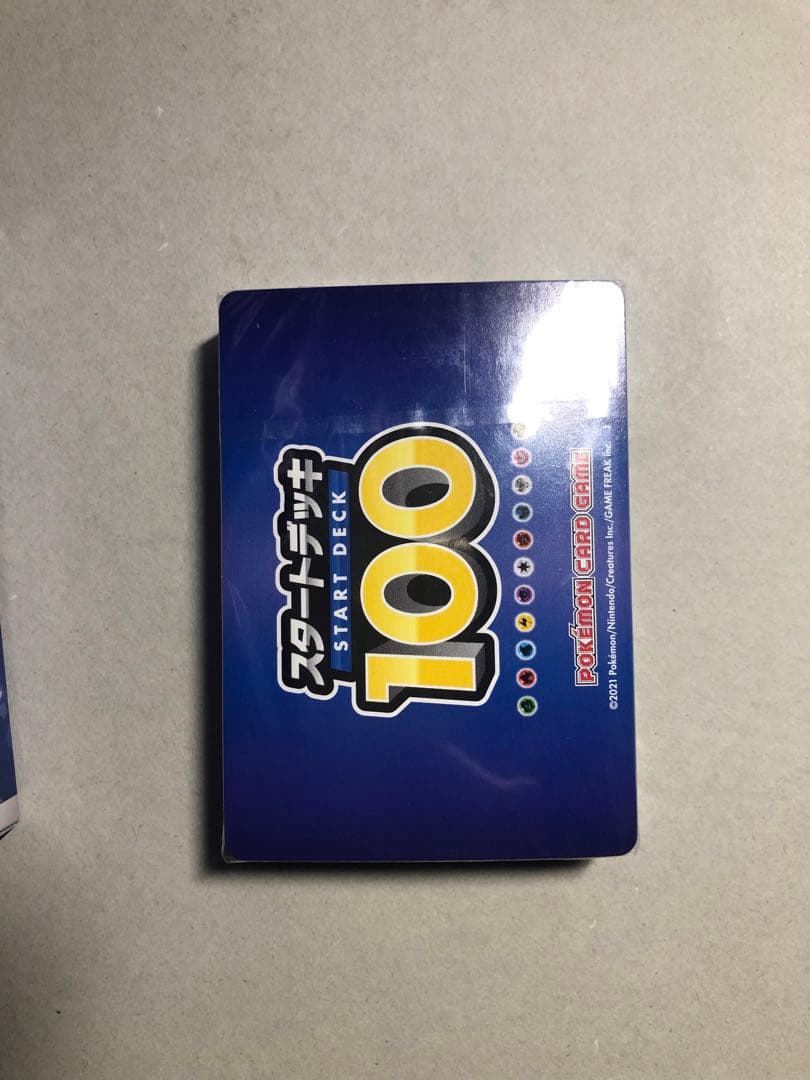 スタートデッキ
START DECK
100
POKÉMON CARD GAME
©2021 Pokémon/Nintendo/Creatures Inc./GAME FREAK inc.